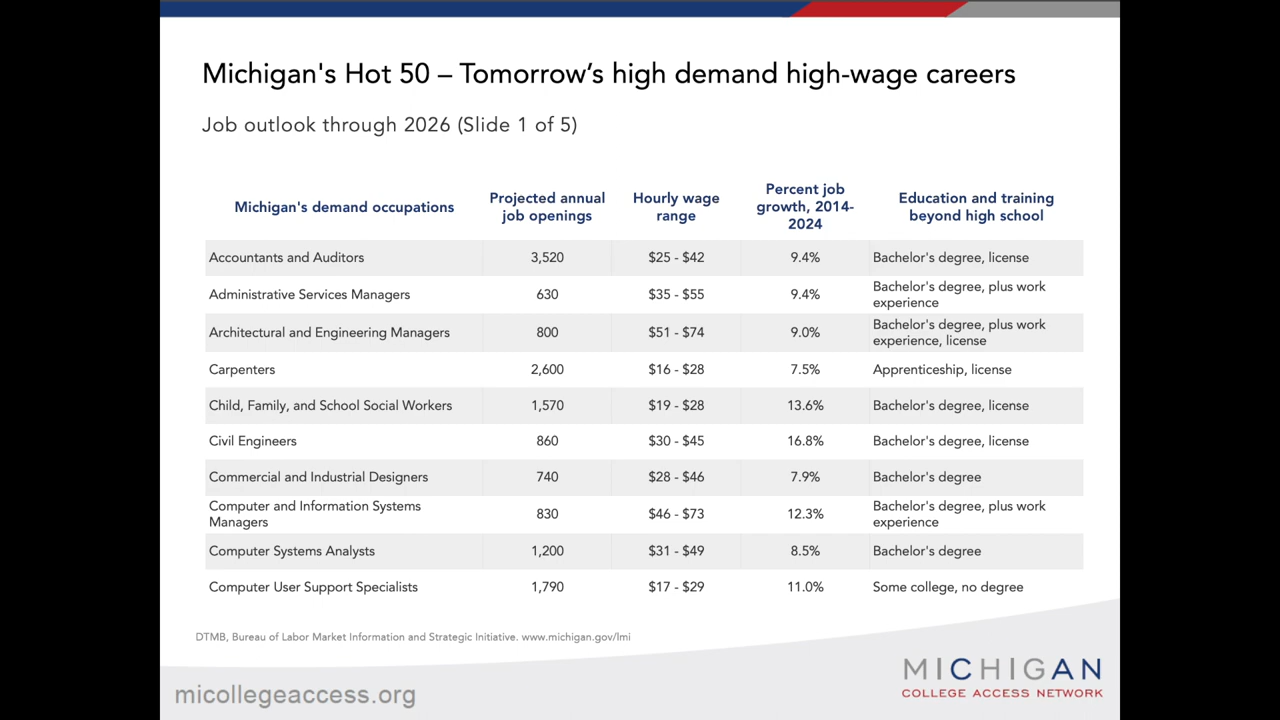 Michigan's Hot 50 – Tomorrow’s high demand high-wage careers
Job outlook through 2026 (Slide 1 of 5)
Michigan's demand occupations
Projected annual
job openings
Hourly wage
range
Percent job
growth, 2014-
2024
Education and training
beyond high school
Accountants and Auditors 3,520 $25 - $42 9.4% Bachelor's degree, license
Administrative Services Managers 630 $35 - $55 9.4% Bachelor's degree, plus work
experience
Architectural and Engineering Managers 800 $51 - $74 9.0% Bachelor's degree, plus work
experience, license
Carpenters 2,600 $16 - $28 7.5% Apprenticeship, license
Child, Family, and School Social Workers 1,570 $19 - $28 13.6% Bachelor's degree, license
Civil Engineers 860 $30 - $45 16.8% Bachelor's degree, license
Commercial and Industrial Designers 740 $28 - $46 7.9% Bachelor's degree
Computer and Information Systems
Managers 830 $46 - $73 12.3% Bachelor's degree, plus work
experience
Computer Systems Analysts 1,200 $31 - $49 8.5% Bachelor's degree
Computer User Support Specialists 1,790 $17 - $29 11.0% Some college, no degree
DTMB, Bureau of Labor Market Information and Strategic Initiative. www.michigan.gov/lmi
micollegeaccess.org
MICHIGAN
COLLEGE ACCESS NETWORK